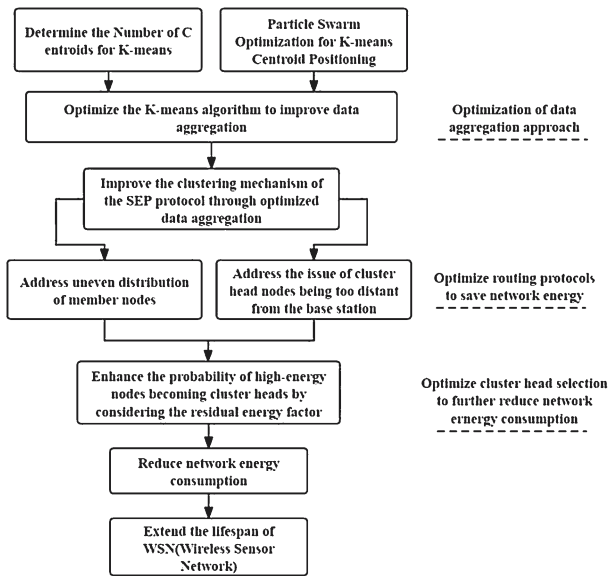 Determine the Number of C
entroids for K-means
Particle Swarm
Optimization for K-means
Centroid Positioning
Optimize the K-means algorithm to improve data
aggregation
Optimization of data
aggregation approach
Improve the clustering mechanism of
the SEP protocol through optimized
data aggregation
Address uneven distribution
of member nodes
Address the issue of cluster
head nodes being too distant
from the base station
Optimize routing protocols
to save network energy
Enhance the probability of high-energy
nodes becoming cluster heads by
considering the residual energy factor
Optimize cluster head selection
to further reduce network
ernergy consumption
Reduce network energy
consumption
Extend the lifespan of
WSN(Wireless Sensor
Network)